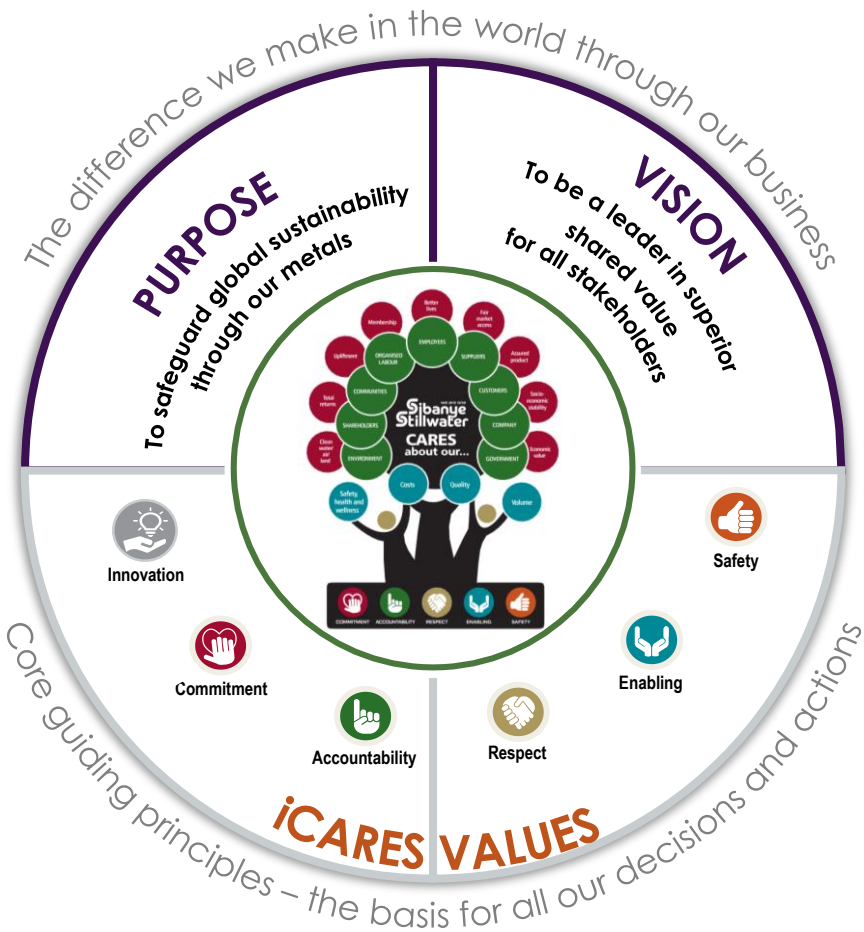 The difference we make in the world through our business
PURPOSE
To safeguard global sustainability
through our metals
VISION
To be a leader in superior
shared value
for all stakeholders
Better
lives
Membership
Fair
market
access
Upliftment
Assured
product
Total
returns
Socio-
economic
stability
Clean
water
air
land
Economic
value
EMPLOYEES
ORGANISED
LABOUR
SUPPLIERS
COMMUNITIES
CUSTOMERS
SHAREHOLDERS
COMPANY
ENVIRONMENT
GOVERNMENT
WE ARE ONE
Sibanye
Stillwater
CARES
about our...
Safety,
health and
wellness
Costs
Quality
Volume
COMMITMENT
ACCOUNTABILITY
RESPECT
ENABLING
SAFETY
Innovation
Commitment
Accountability
Respect
Enabling
Safety
iCARES VALUES
Core guiding principles – the basis for all our decisions and actions